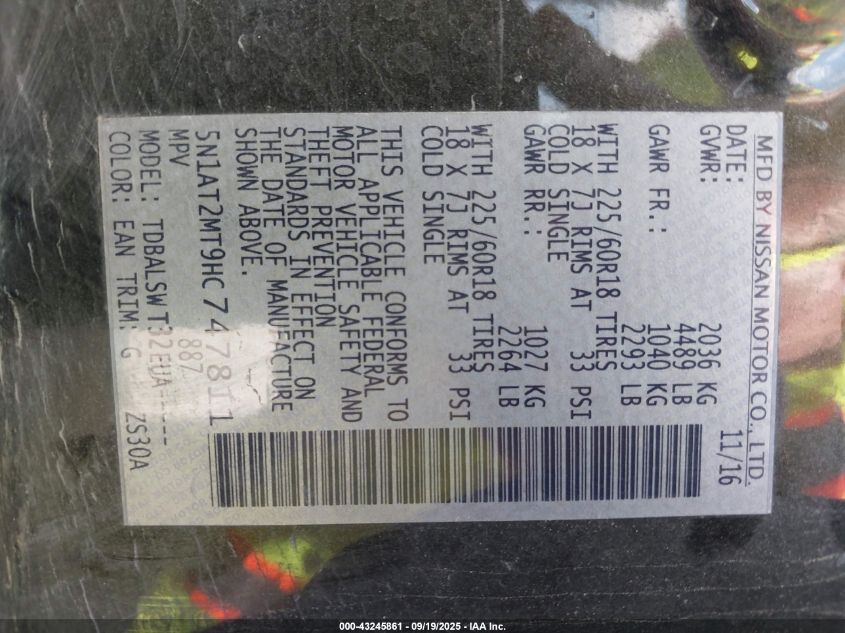 MFD BY NISSAN MOTOR CO., LTD.
DATE: 11/16
GVWR: 2036 KG
4489 LB
GAWR FR.: 1040 KG
2293 LB
WITH 225/60R18 TIRES
18 X 7J RIMS AT 33 PSI
COLD SINGLE
GAWR RR.: 1027 KG
2264 LB
WITH 225/60R18 TIRES
18 X 7J RIMS AT 33 PSI
COLD SINGLE
THIS VEHICLE CONFORMS TO
ALL APPLICABLE FEDERAL
MOTOR VEHICLE SAFETY AND
THEFT PREVENTION
STANDARDS IN EFFECT ON
THE DATE OF MANUFACTURE
SHOWN ABOVE.
5N1AT2MT9HC747811
MPV 887
MODEL: TDBALSWT32EUA-----
COLOR: EAN TRIM: G ZS30A
000-43245861 - 09/19/2025 - IAA Inc.